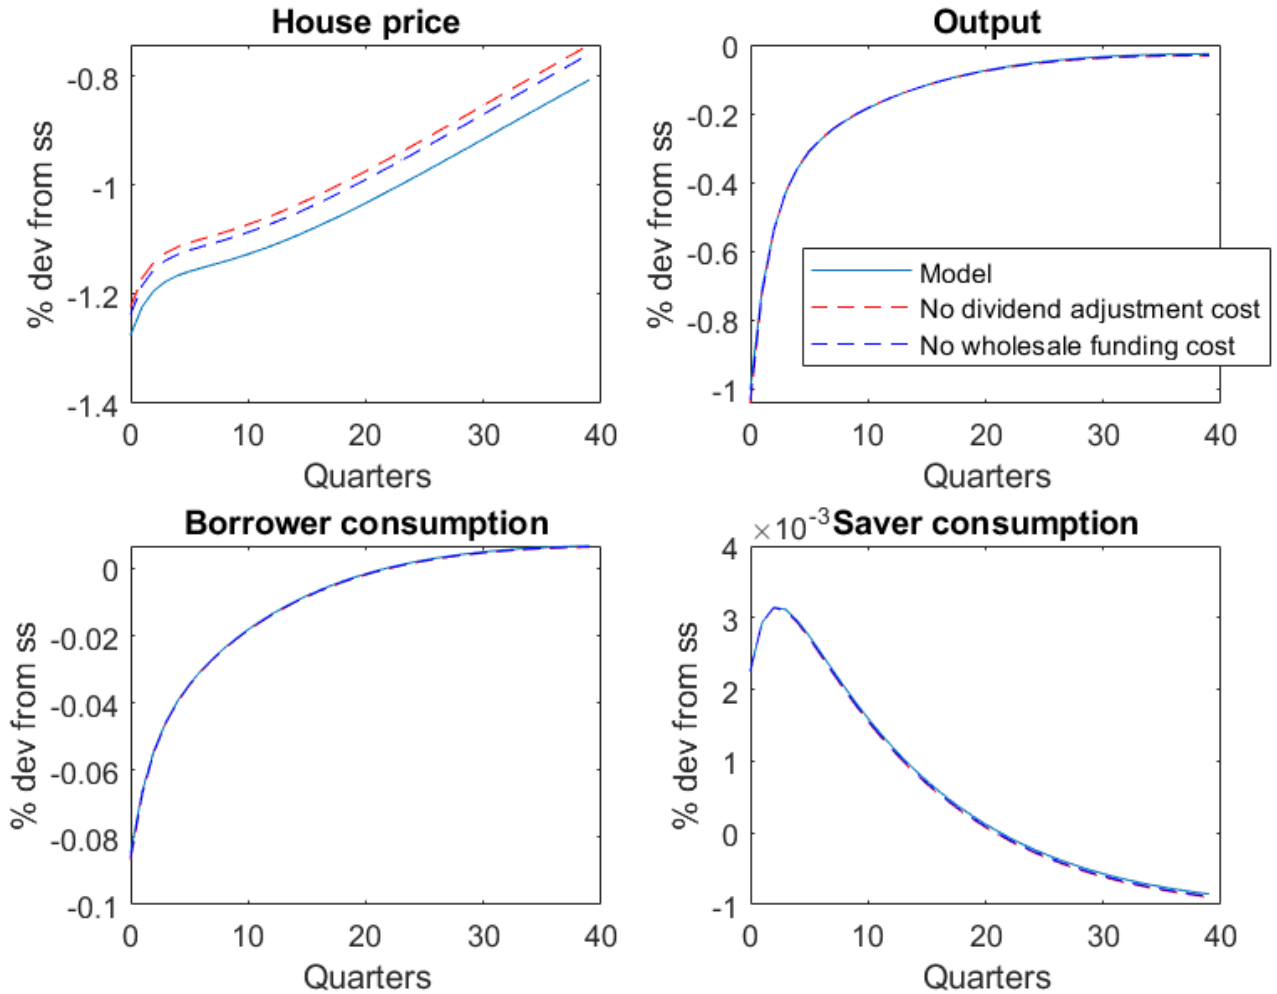 House price
% dev from ss
-0.8
-1
-1.2
-1.4
0 10 20 30 40
Quarters
Output
% dev from ss
0
-0.2
-0.4
-0.6
-0.8
-1
0 10 20 30 40
Quarters
Model
No dividend adjustment cost
No wholesale funding cost
Borrower consumption
% dev from ss
0
-0.02
-0.04
-0.06
-0.08
-0.1
0 10 20 30 40
Quarters
×10⁻³ Saver consumption
% dev from ss
4
3
2
1
0
-1
0 10 20 30 40
Quarters